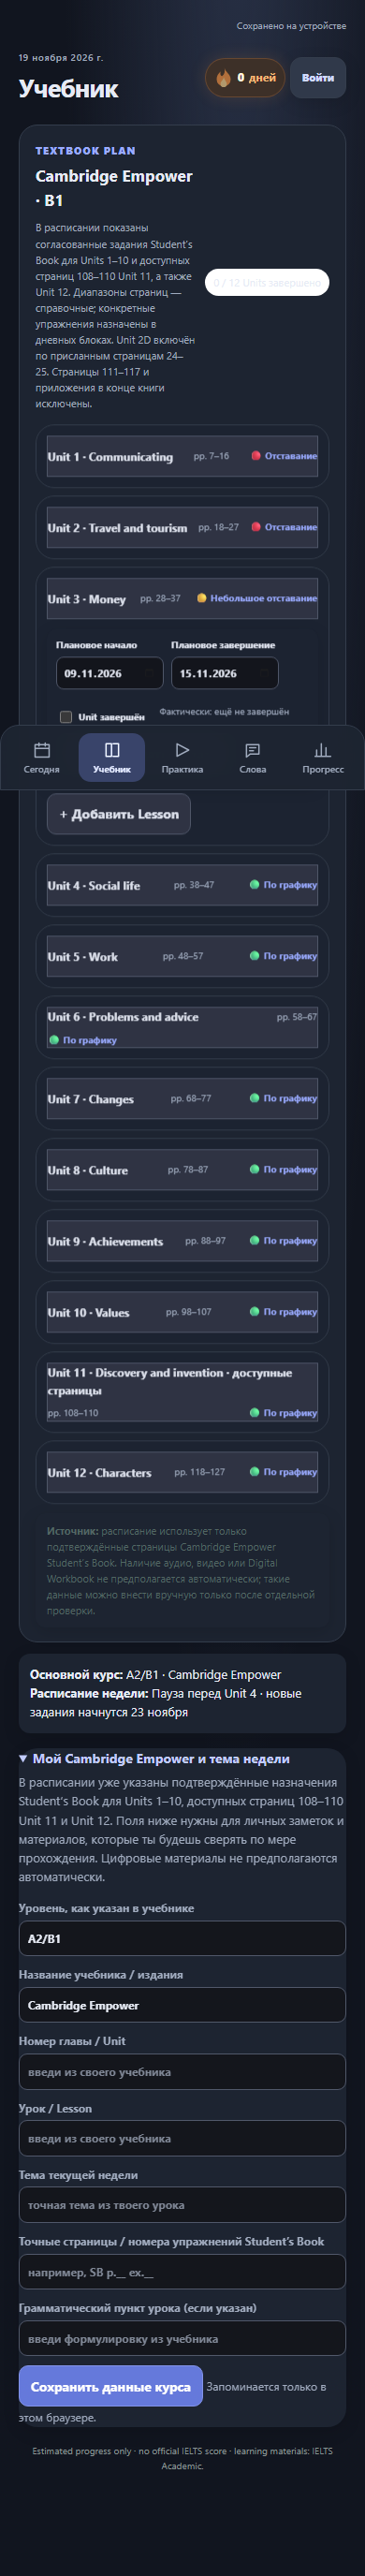 Сохранено на устройстве
19 ноября 2026 г.
Учебник
0 дней
Войти
TEXTBOOK PLAN
Cambridge Empower
· B1
В расписании показаны
согласованные задания Student's
Book для Units 1–10 и доступных
страниц 108–110 Unit 11, а также
Unit 12. Диапазоны страниц —
справочные; конкретные
упражнения назначены в
дневных блоках. Unit 2D включён
по присланным страницам 24–
25. Страницы 111–117 и
приложения в конце книги
исключены.
0 / 12 Units завершено
Unit 1 · Communicating pp. 7–16 Отставание
Unit 2 · Travel and tourism pp. 18–27 Отставание
Unit 3 · Money pp. 28–37 Небольшое отставание
Плановое начало Плановое завершение
09.11.2026 15.11.2026
Unit завершён Фактически: ещё не завершён
Сегодня Учебник Практика Слова Прогресс
+ Добавить Lesson
Unit 4 · Social life pp. 38–47 По графику
Unit 5 · Work pp. 48–57 По графику
Unit 6 · Problems and advice pp. 58–67
По графику
Unit 7 · Changes pp. 68–77 По графику
Unit 8 · Culture pp. 78–87 По графику
Unit 9 · Achievements pp. 88–97 По графику
Unit 10 · Values pp. 98–107 По графику
Unit 11 · Discovery and invention · доступные
страницы
pp. 108–110 По графику
Unit 12 · Characters pp. 118–127 По графику
Источник: расписание использует только
подтверждённые страницы Cambridge Empower
Student's Book. Наличие аудио, видео или Digital
Workbook не предполагается автоматически; такие
данные можно внести вручную только после отдельной
проверки.
Основной курс: A2/B1 · Cambridge Empower
Расписание недели: Пауза перед Unit 4 · новые
задания начнутся 23 ноября
▼ Мой Cambridge Empower и тема недели
В расписании уже указаны подтверждённые назначения
Student's Book для Units 1–10, доступных страниц 108–110
Unit 11 и Unit 12. Поля ниже нужны для личных заметок и
материалов, которые ты будешь сверять по мере
прохождения. Цифровые материалы не предполагаются
автоматически.
Уровень, как указан в учебнике
A2/B1
Название учебника / издания
Cambridge Empower
Номер главы / Unit
введи из своего учебника
Урок / Lesson
введи из своего учебника
Тема текущей недели
точная тема из твоего урока
Точные страницы / номера упражнений Student’s Book
например, SB p.__ ex.__
Грамматический пункт урока (если указан)
введи формулировку из учебника
Сохранить данные курса Запоминается только в
этом браузере.
Estimated progress only · no official IELTS score · learning materials: IELTS
Academic.